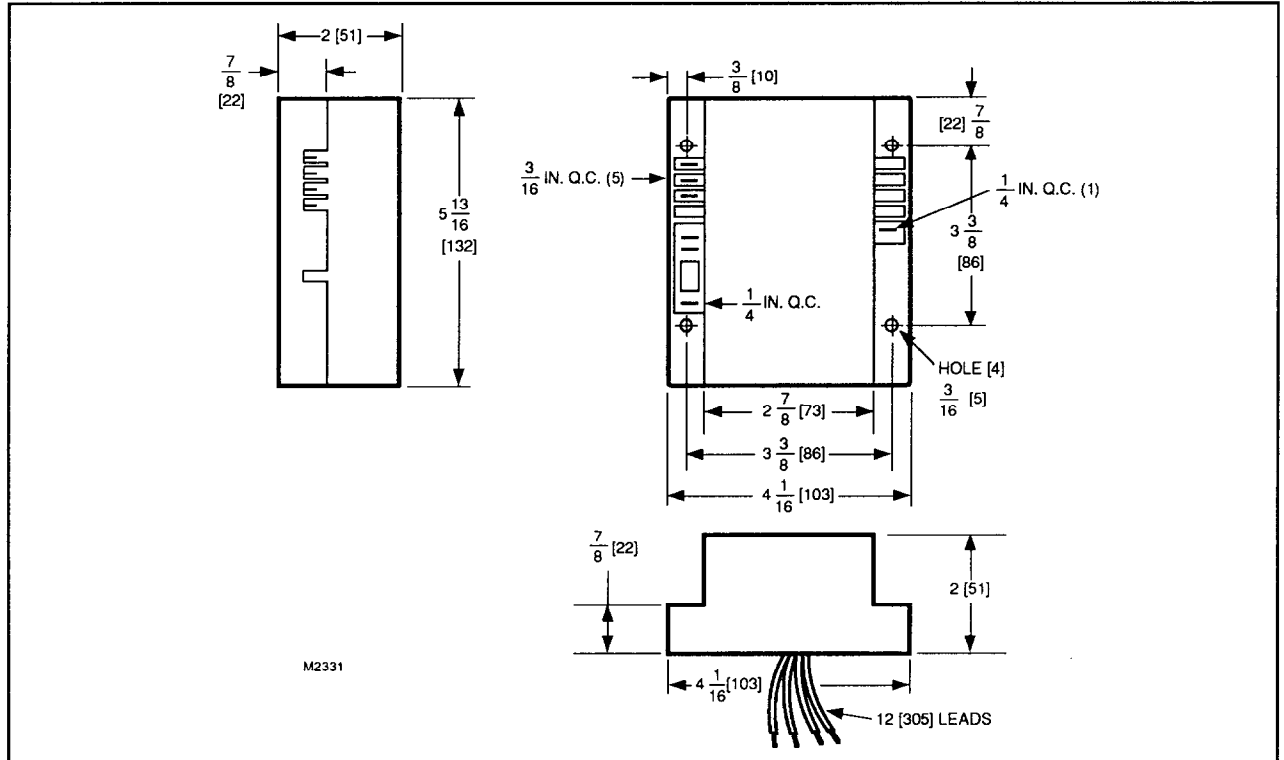 2 [51]
7/8 [22]
5 13/16 [132]
3/8 [10]
[22] 7/8
3/16 IN. Q.C. (5)
1/4 IN. Q.C. (1)
3 3/8 [86]
1/4 IN. Q.C.
HOLE [4]
3/16 [5]
2 7/8 [73]
3 3/8 [86]
4 1/16 [103]
7/8 [22]
2 [51]
M2331
4 1/16 [103]
12 [305] LEADS